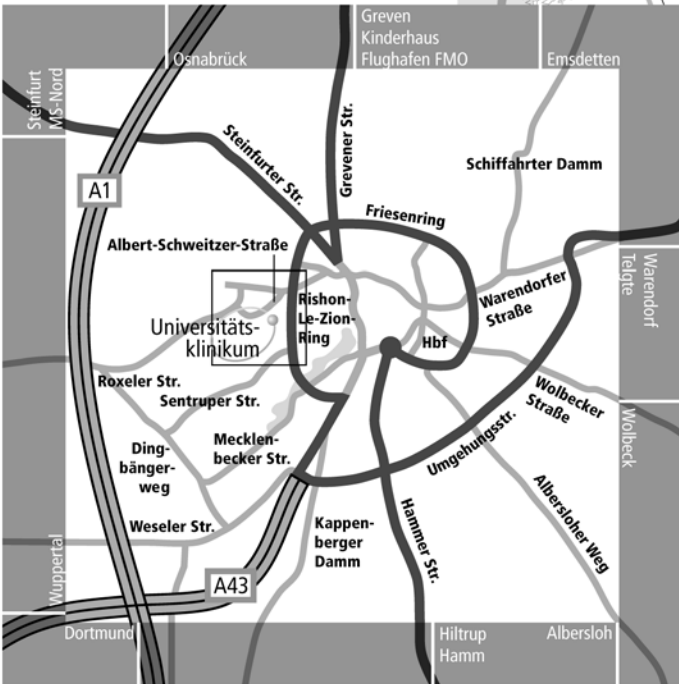 Greven
Kinderhaus
Flughafen FMO
Osnabrück
Emsdetten
Steinfurt
MS-Nord
Steinfurter Str.
Grevener Str.
Schiffahrter Damm
A1
Friesenring
Albert-Schweitzer-Straße
Warendorf
Telgte
Rishon-
Le-Zion-
Ring
Warendorfer
Straße
Universitäts-
klinikum
Hbf
Roxeler Str.
Sentruper Str.
Wolbecker
Straße
Wolbeck
Umgehungsstr.
Mecklen-
becker Str.
Ding-
bänger-
weg
Albersloher Weg
Weseler Str.
Kappen-
berger
Damm
Hammer Str.
Wuppertal
A43
Dortmund
Hiltrup
Hamm
Albersloh